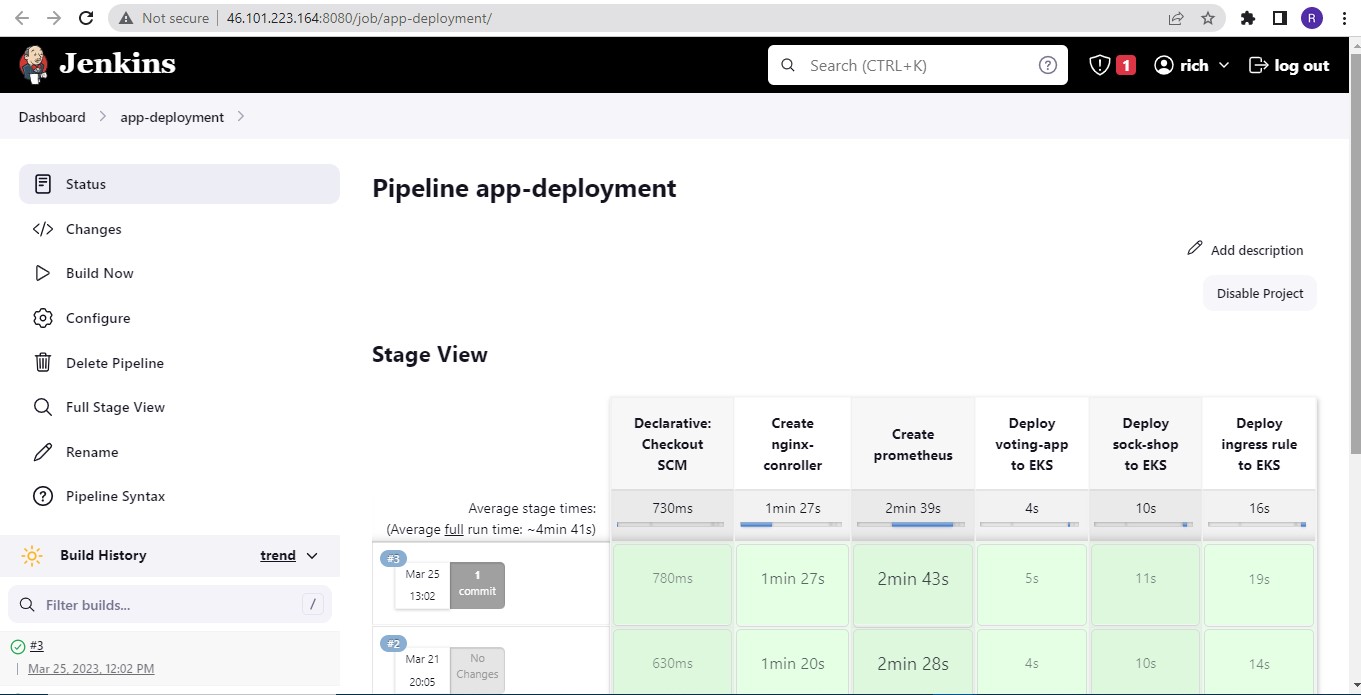 Not secure
46.101.223.164:8080/job/app-deployment/
R
Jenkins
Search (CTRL+K)
?
1
rich
log out
Dashboard
app-deployment
Status
Changes
Build Now
Configure
Delete Pipeline
Full Stage View
Rename
Pipeline Syntax
Build History
trend
Filter builds...
/
#3
Mar 25, 2023, 12:02 PM
Pipeline app-deployment
Add description
Disable Project
Stage View
Declarative:
Checkout
SCM
Create
nginx-
conroller
Create
prometheus
Deploy
voting-app
to EKS
Deploy
sock-shop
to EKS
Deploy
ingress rule
to EKS
Average stage times:
(Average full run time: ~4min 41s)
730ms
1min 27s
2min 39s
4s
10s
16s
#3
Mar 25
13:02
1
commit
780ms
1min 27s
2min 43s
5s
11s
19s
#2
Mar 21
20:05
No
Changes
630ms
1min 20s
2min 28s
4s
10s
14s